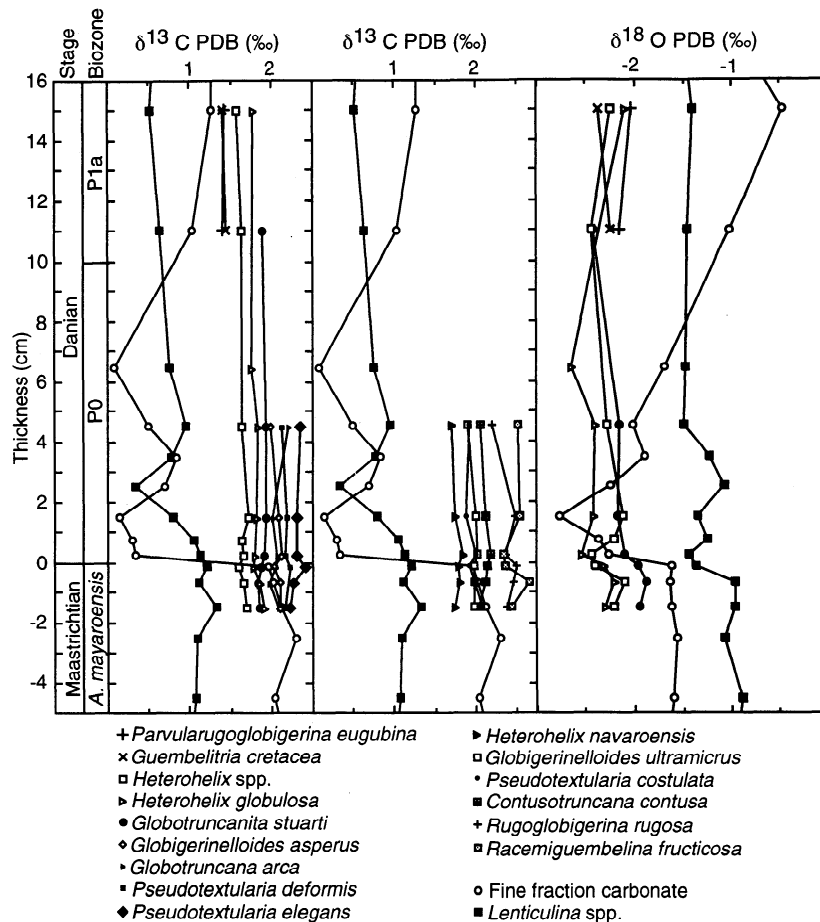 Stage
Biozone
δ13 C PDB (‰)
δ13 C PDB (‰)
δ18 O PDB (‰)
1 2 1 2 -2 -1
16
14
12
10
8
6
4
2
0
-2
-4
Thickness (cm)
Danian
Maastrichtian
P1a
P0
A. mayaroensis
Parvularugoglobigerina eugubina
Guembelitria cretacea
Heterohelix spp.
Heterohelix globulosa
Globotruncanita stuarti
Globigerinelloides asperus
Globotruncana arca
Pseudotextularia deformis
Pseudotextularia elegans
Heterohelix navaroensis
Globigerinelloides ultramicrus
Pseudotextularia costulata
Contusotruncana contusa
Rugoglobigerina rugosa
Racemiguembelina fructicosa
Fine fraction carbonate
Lenticulina spp.